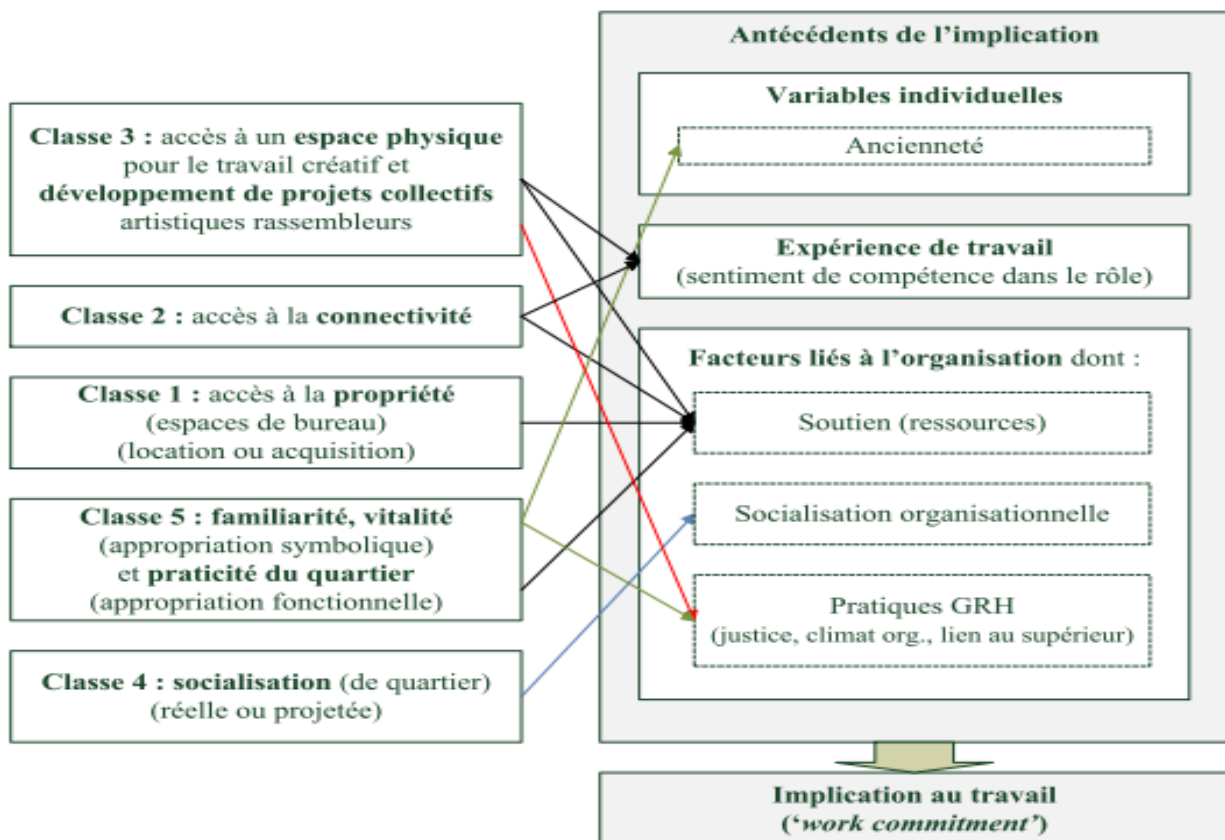 Classe 3 : accès à un espace physique
pour le travail créatif et
développement de projets collectifs
artistiques rassembleurs
Classe 2 : accès à la connectivité
Classe 1 : accès à la propriété
(espaces de bureau)
(location ou acquisition)
Classe 5 : familiarité, vitalité
(appropriation symbolique)
et praticité du quartier
(appropriation fonctionnelle)
Classe 4 : socialisation (de quartier)
(réelle ou projetée)
Antécédents de l’implication
Variables individuelles
Ancienneté
Expérience de travail
(sentiment de compétence dans le rôle)
Facteurs liés à l’organisation dont :
Soutien (ressources)
Socialisation organisationnelle
Pratiques GRH
(justice, climat org., lien au supérieur)
Implication au travail
(‘work commitment’)